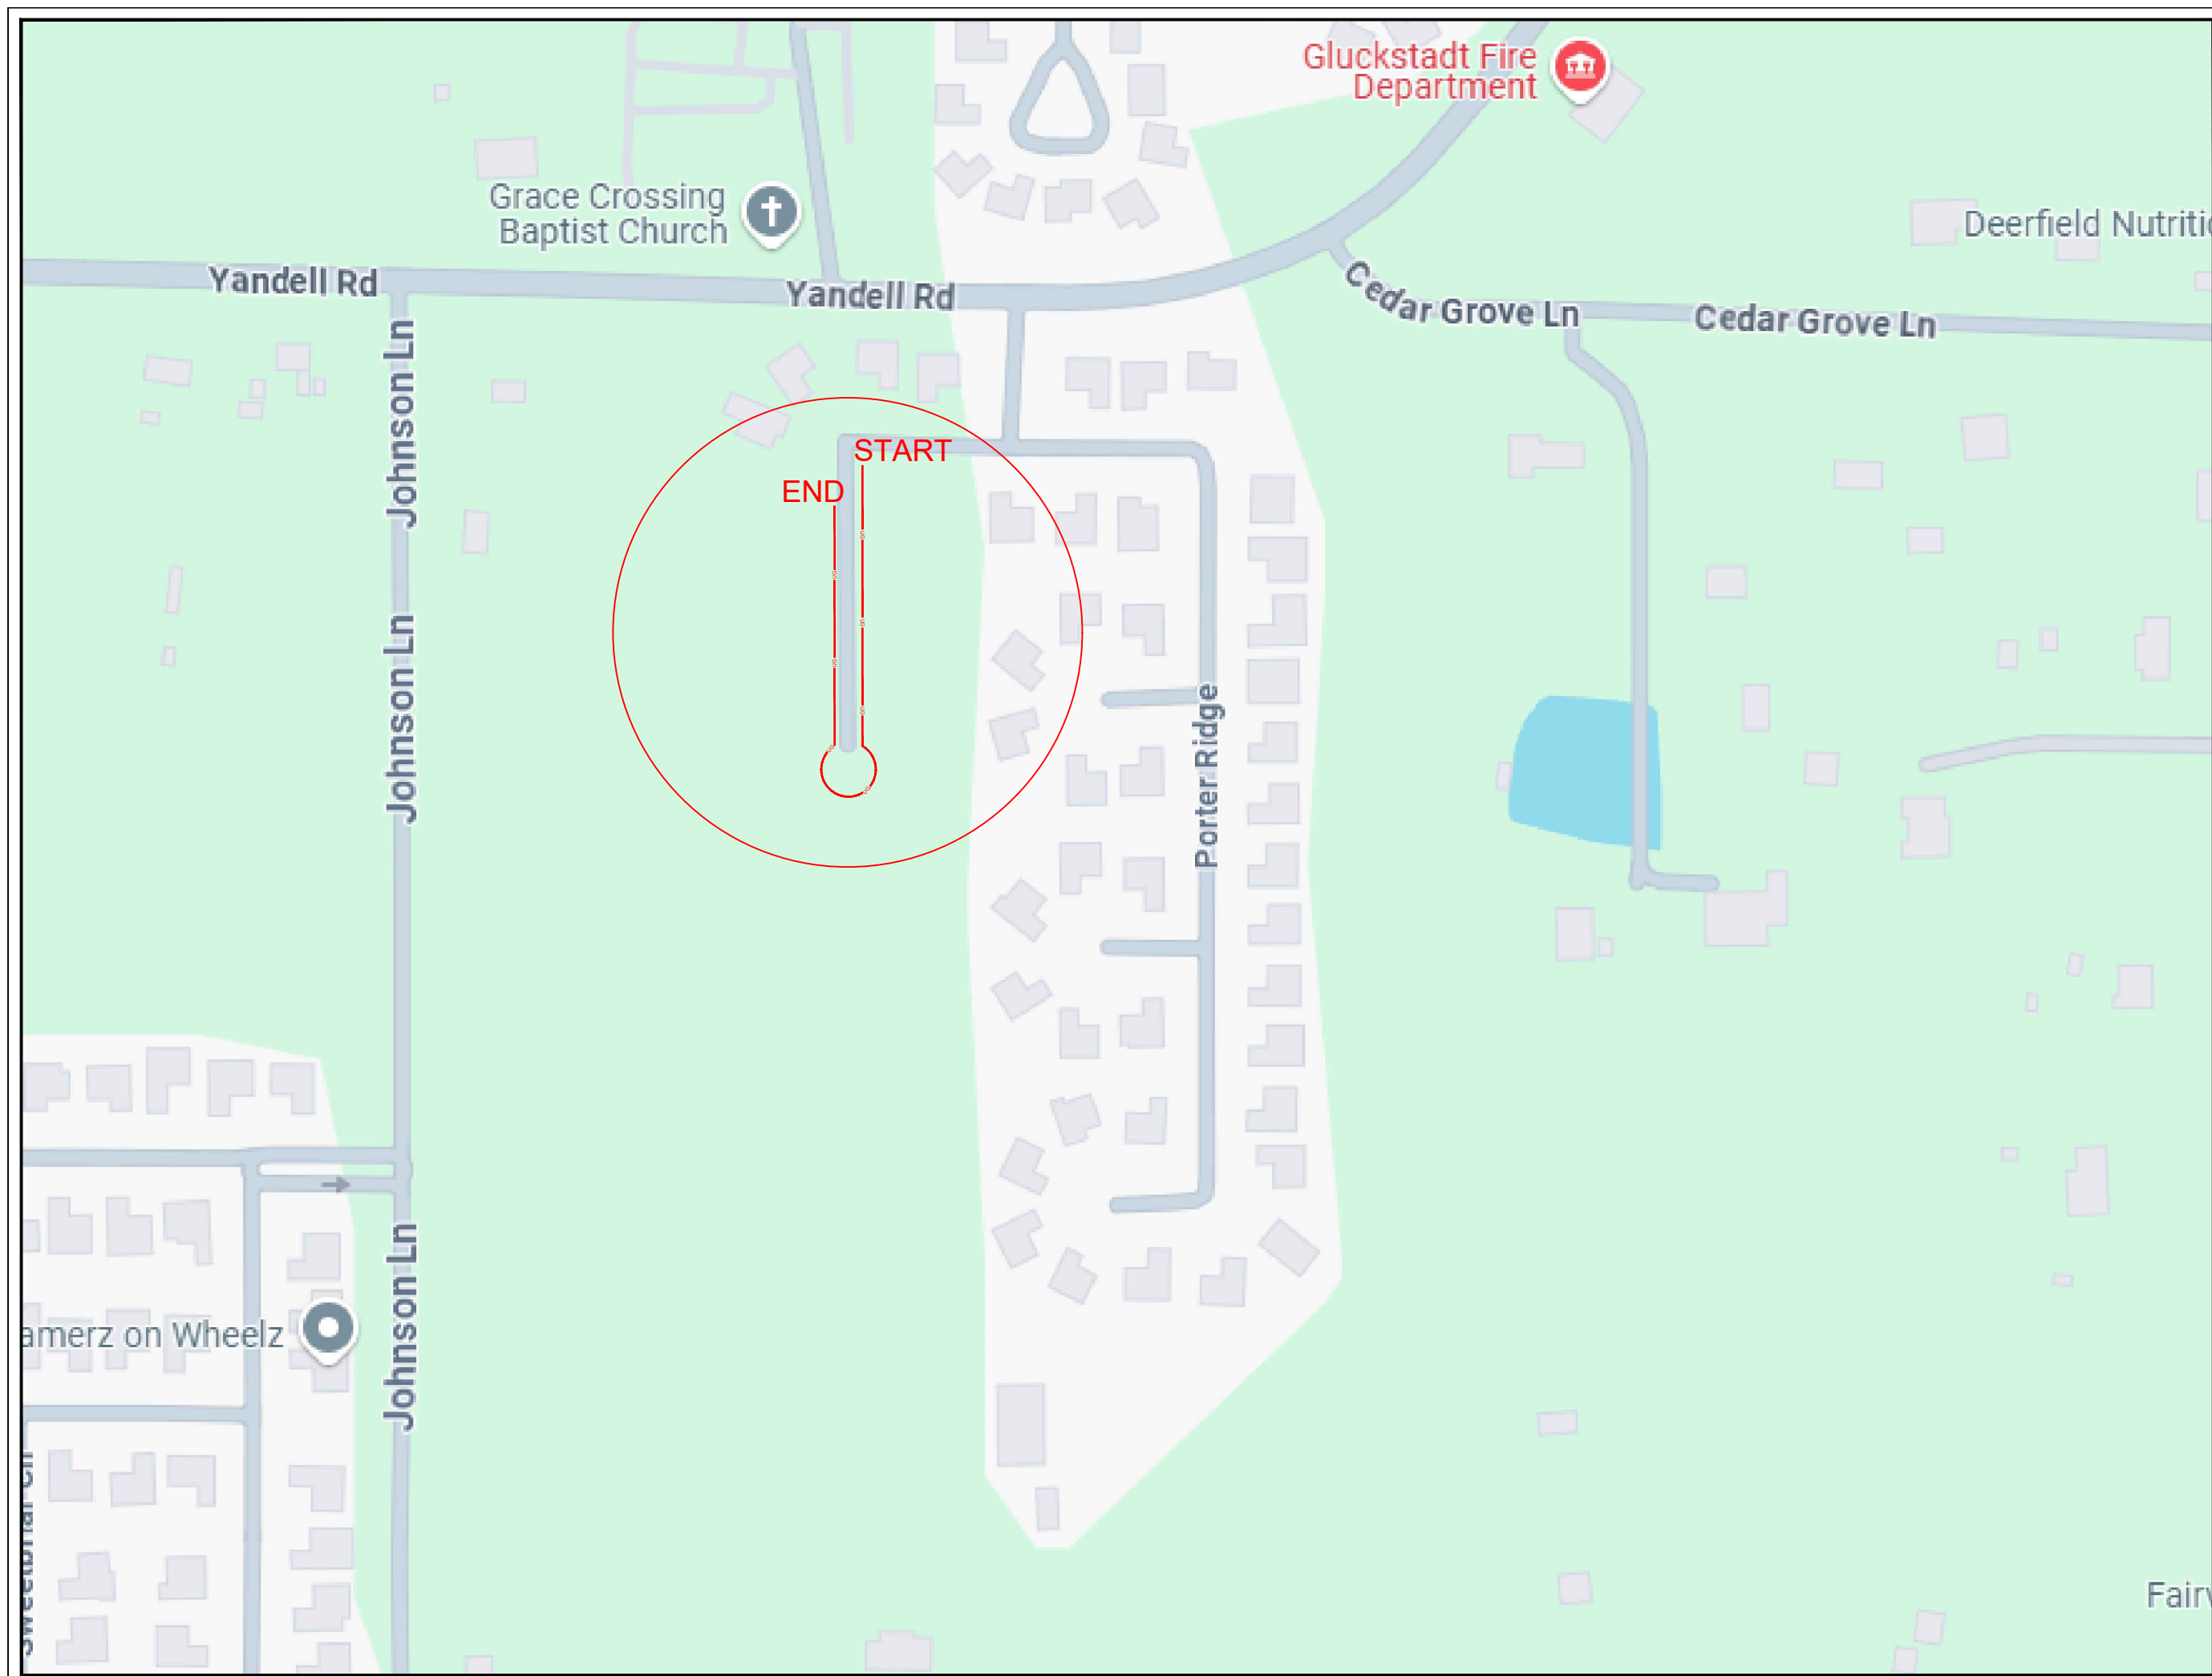 Gluckstadt Fire
Department
Grace Crossing
Baptist Church
Deerfield Nutriti
Yandell Rd
Yandell Rd
Cedar Grove Ln
Cedar Grove Ln
Johnson Ln
START
END
Johnson Ln
Porter Ridge
Johnson Ln
amerz on Wheelz
Fair